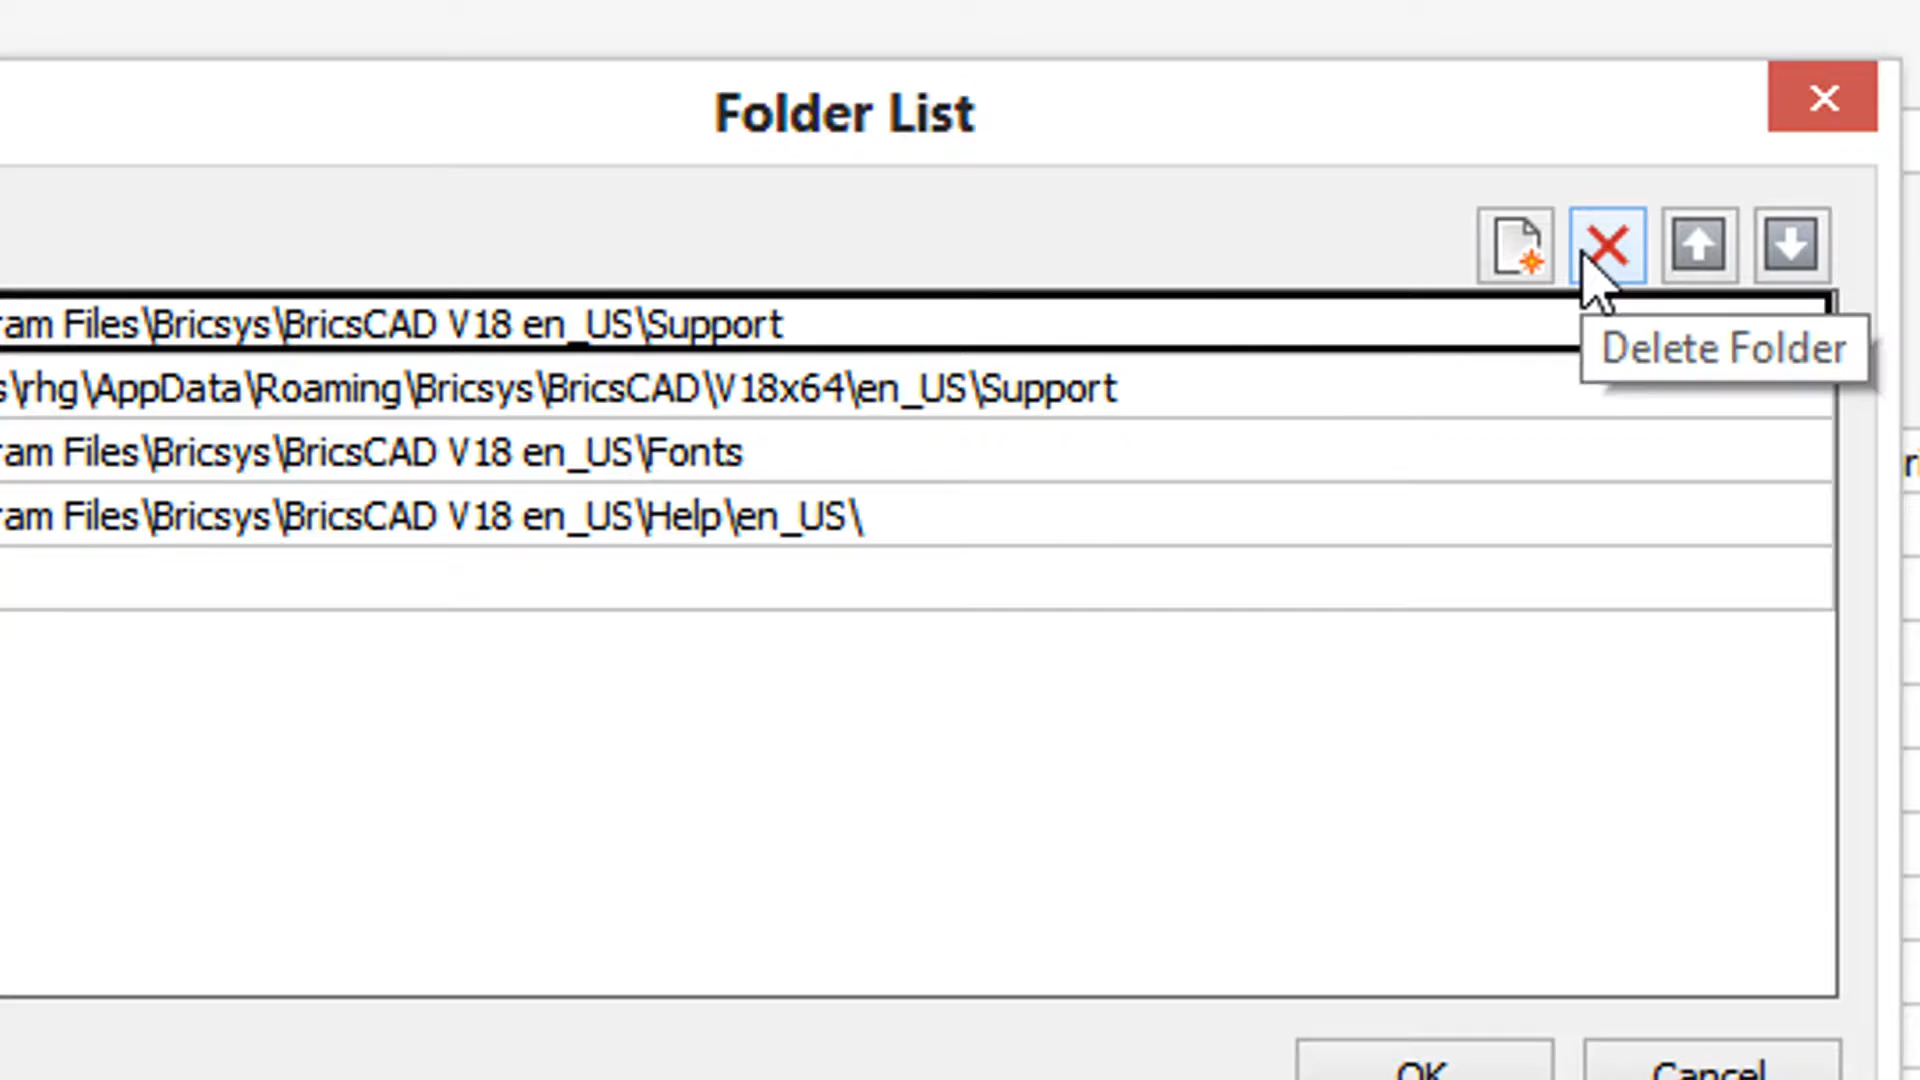 Folder List
ram Files\Bricsys\BricsCAD V18 en_US\Support
Delete Folder
s\rhg\AppData\Roaming\Bricsys\BricsCAD\V18x64\en_US\Support
ram Files\Bricsys\BricsCAD V18 en_US\Fonts
ram Files\Bricsys\BricsCAD V18 en_US\Help\en_US\
OK
Cancel